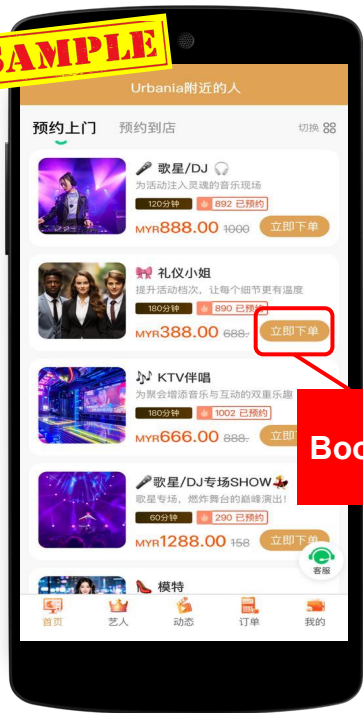 SAMPLE
Urbania附近的人
预约上门 预约到店 切换
歌星/DJ
为活动注入灵魂的音乐现场
120分钟 892 已预约
MYR888.00 1000 立即下单
礼仪小姐
提升活动档次，让每个细节更有温度
180分钟 890 已预约
MYR388.00 688. 立即下单
KTV伴唱
为聚会增添音乐与互动的双重乐趣
180分钟 1002 已预约
MYR666.00 888. 立即
Boo
歌星/DJ专场SHOW
歌星专场，燃炸舞台的巅峰演出！
60分钟 290 已预约
MYR1288.00 158 立即下单
客服
模特
首页 艺人 动态 订单 我的